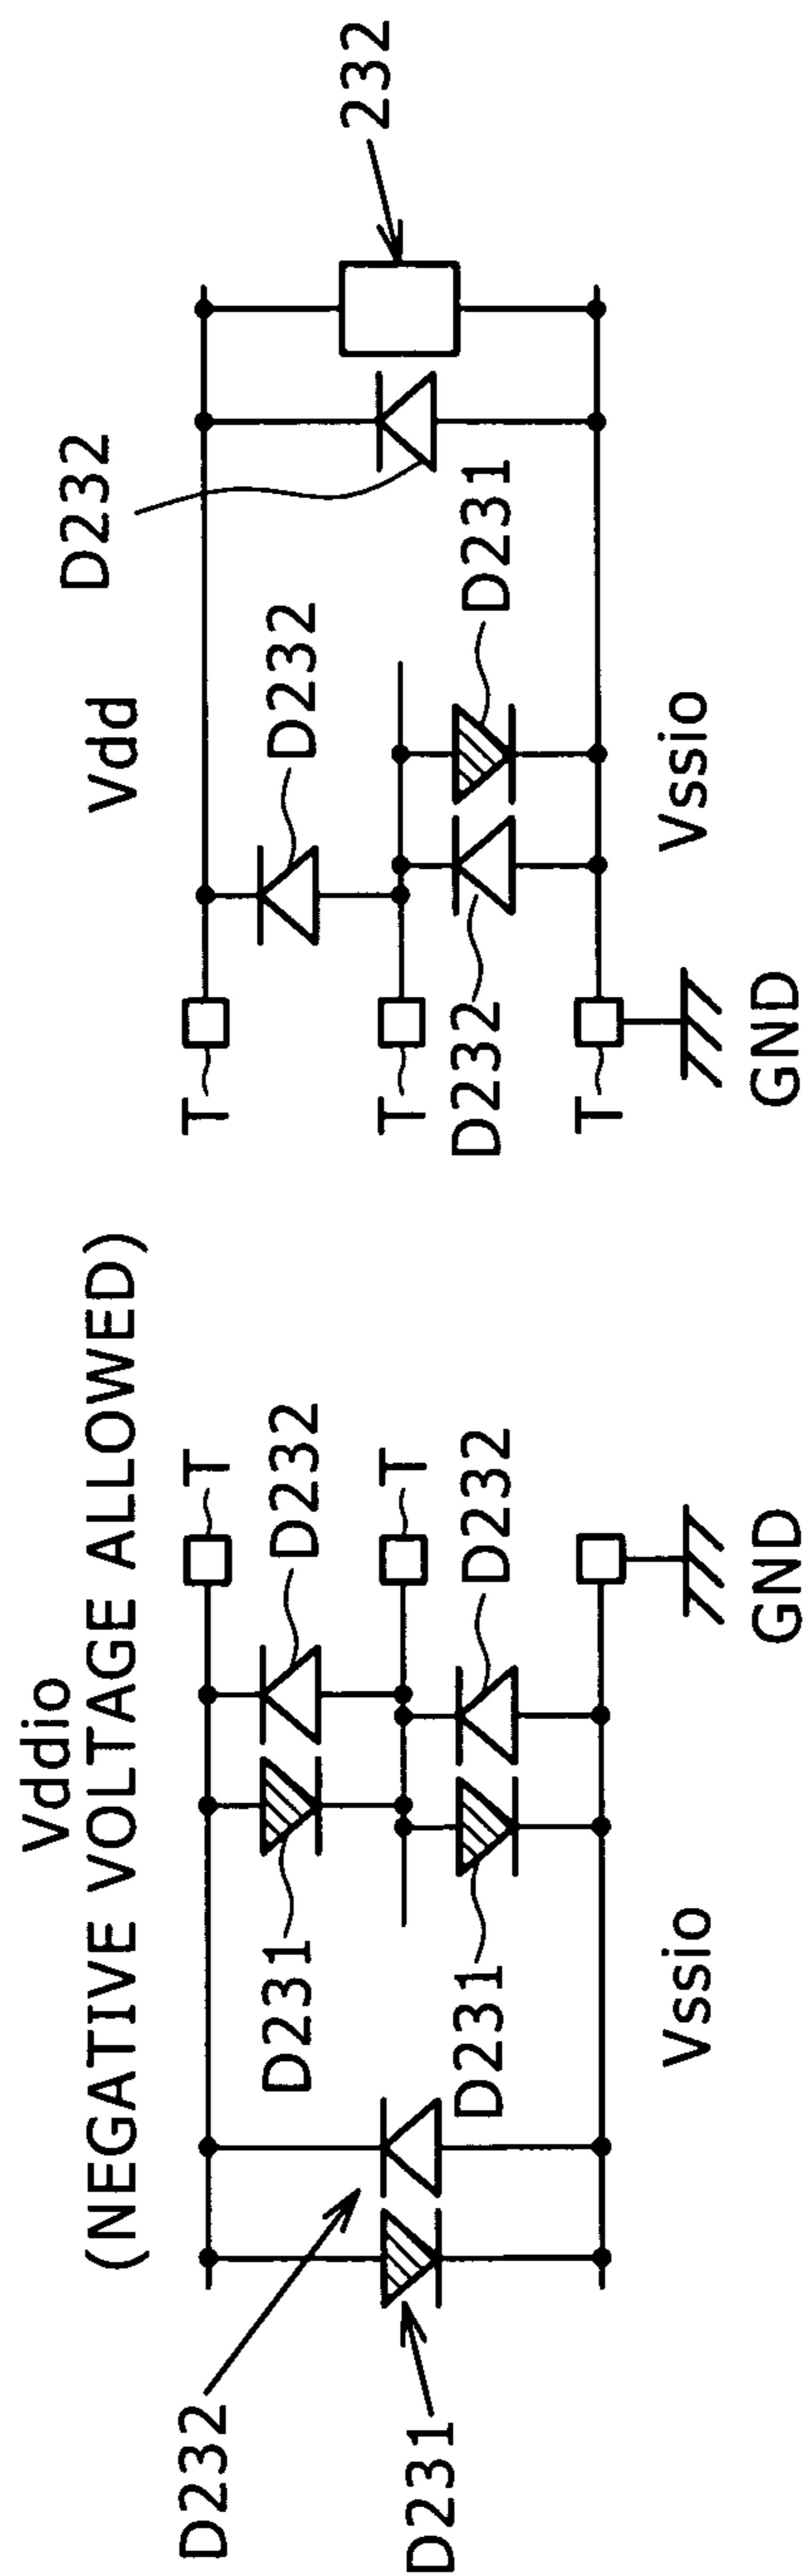 Vddio
(NEGATIVE VOLTAGE ALLOWED)
D232
D231
D231
D232
T
D231
D232
T
Vssio
GND
Vdd
T
D232
D232
232
T
D232
D231
T
Vssio
GND